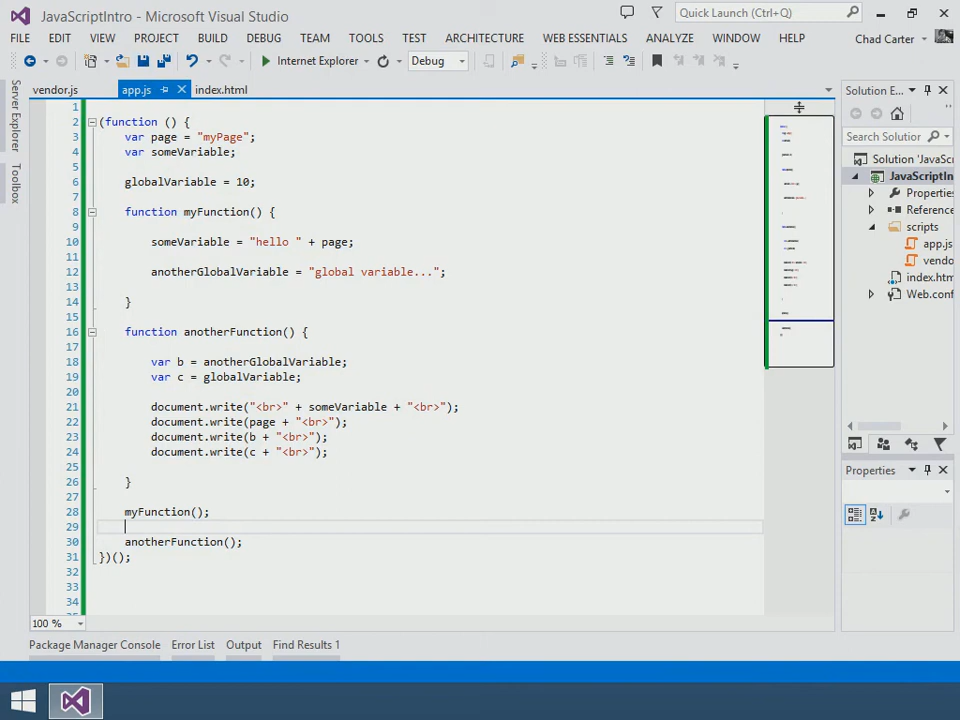 JavaScriptIntro - Microsoft Visual Studio
Quick Launch (Ctrl+Q)
FILE EDIT VIEW PROJECT BUILD DEBUG TEAM TOOLS TEST ARCHITECTURE WEB ESSENTIALS ANALYZE WINDOW HELP
Chad Carter
Internet Explorer
Debug
vendor.js
app.js
index.html
Solution E...
Server Explorer
Toolbox
1
2 (function () {
3 var page = "myPage";
4 var someVariable;
5
6 globalVariable = 10;
7
8 function myFunction() {
9
10 someVariable = "hello " + page;
11
12 anotherGlobalVariable = "global variable...";
13
14 }
15
16 function anotherFunction() {
17
18 var b = anotherGlobalVariable;
19 var c = globalVariable;
20
21 document.write("<br>" + someVariable + "<br>");
22 document.write(page + "<br>");
23 document.write(b + "<br>");
24 document.write(c + "<br>");
25
26 }
27
28 myFunction();
29
30 anotherFunction();
31 })();
32
33
34
100 %
Search Solution
Solution 'JavaSc
JavaScriptIn
Properties
Reference
scripts
app.js
vendo
index.htm
Web.conf
Properties
Package Manager Console
Error List
Output
Find Results 1